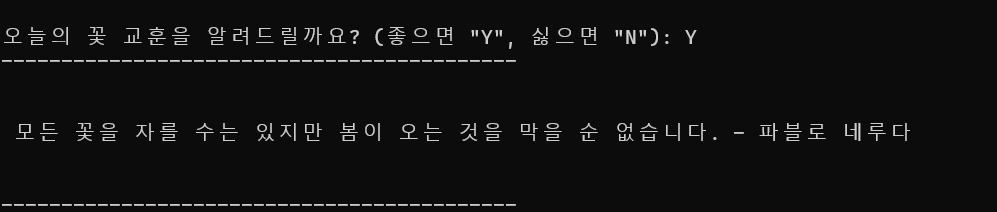 오늘의 꽃 교훈을 알려드릴까요? (좋으면 "Y", 싫으면 "N"): Y
-------------------------------------------
모든 꽃을 자를 수는 있지만 봄이 오는 것을 막을 순 없습니다. - 파블로 네루다
-------------------------------------------